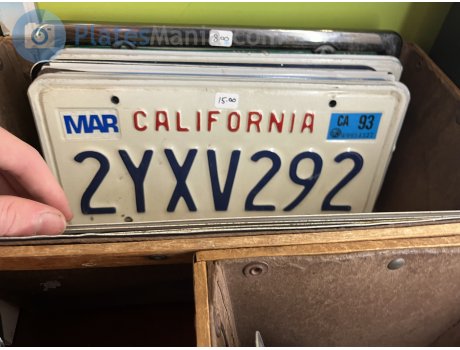 PlatesMania.com
8.00
15.00
MAR CALIFORNIA CA 93
2YXV292